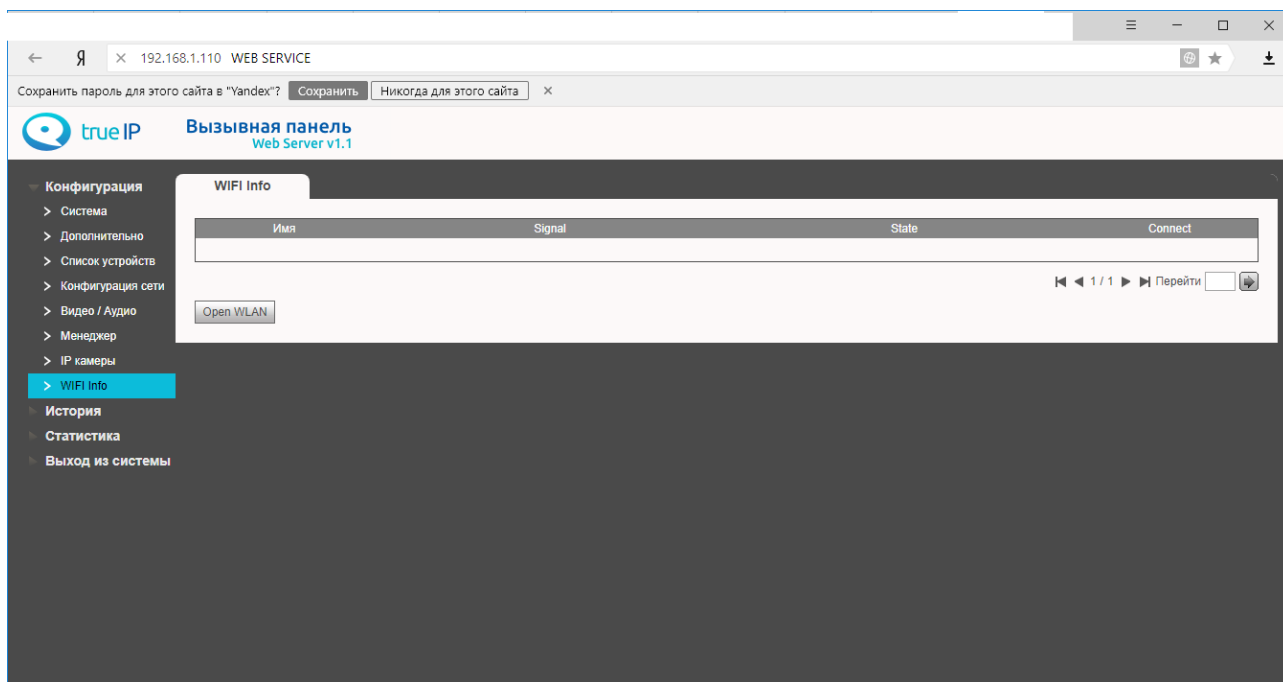 Я 192.168.1.110 WEB SERVICE
Сохранить пароль для этого сайта в "Yandex"? Сохранить Никогда для этого сайта
true IP
Вызывная панель
Web Server v1.1
Конфигурация
Система
Дополнительно
Список устройств
Конфигурация сети
Видео / Аудио
Менеджер
IP камеры
WIFI Info
История
Статистика
Выход из системы
WIFI Info
Имя Signal State Connect
1 / 1 Перейти
Open WLAN